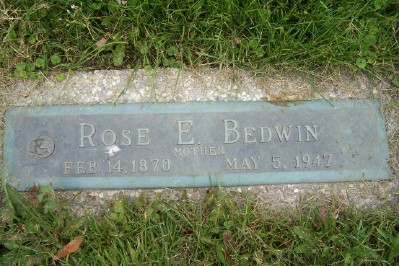 ROSE E. BEDWIN
MOTHER
FEB. 14, 1870 MAY 5, 1947